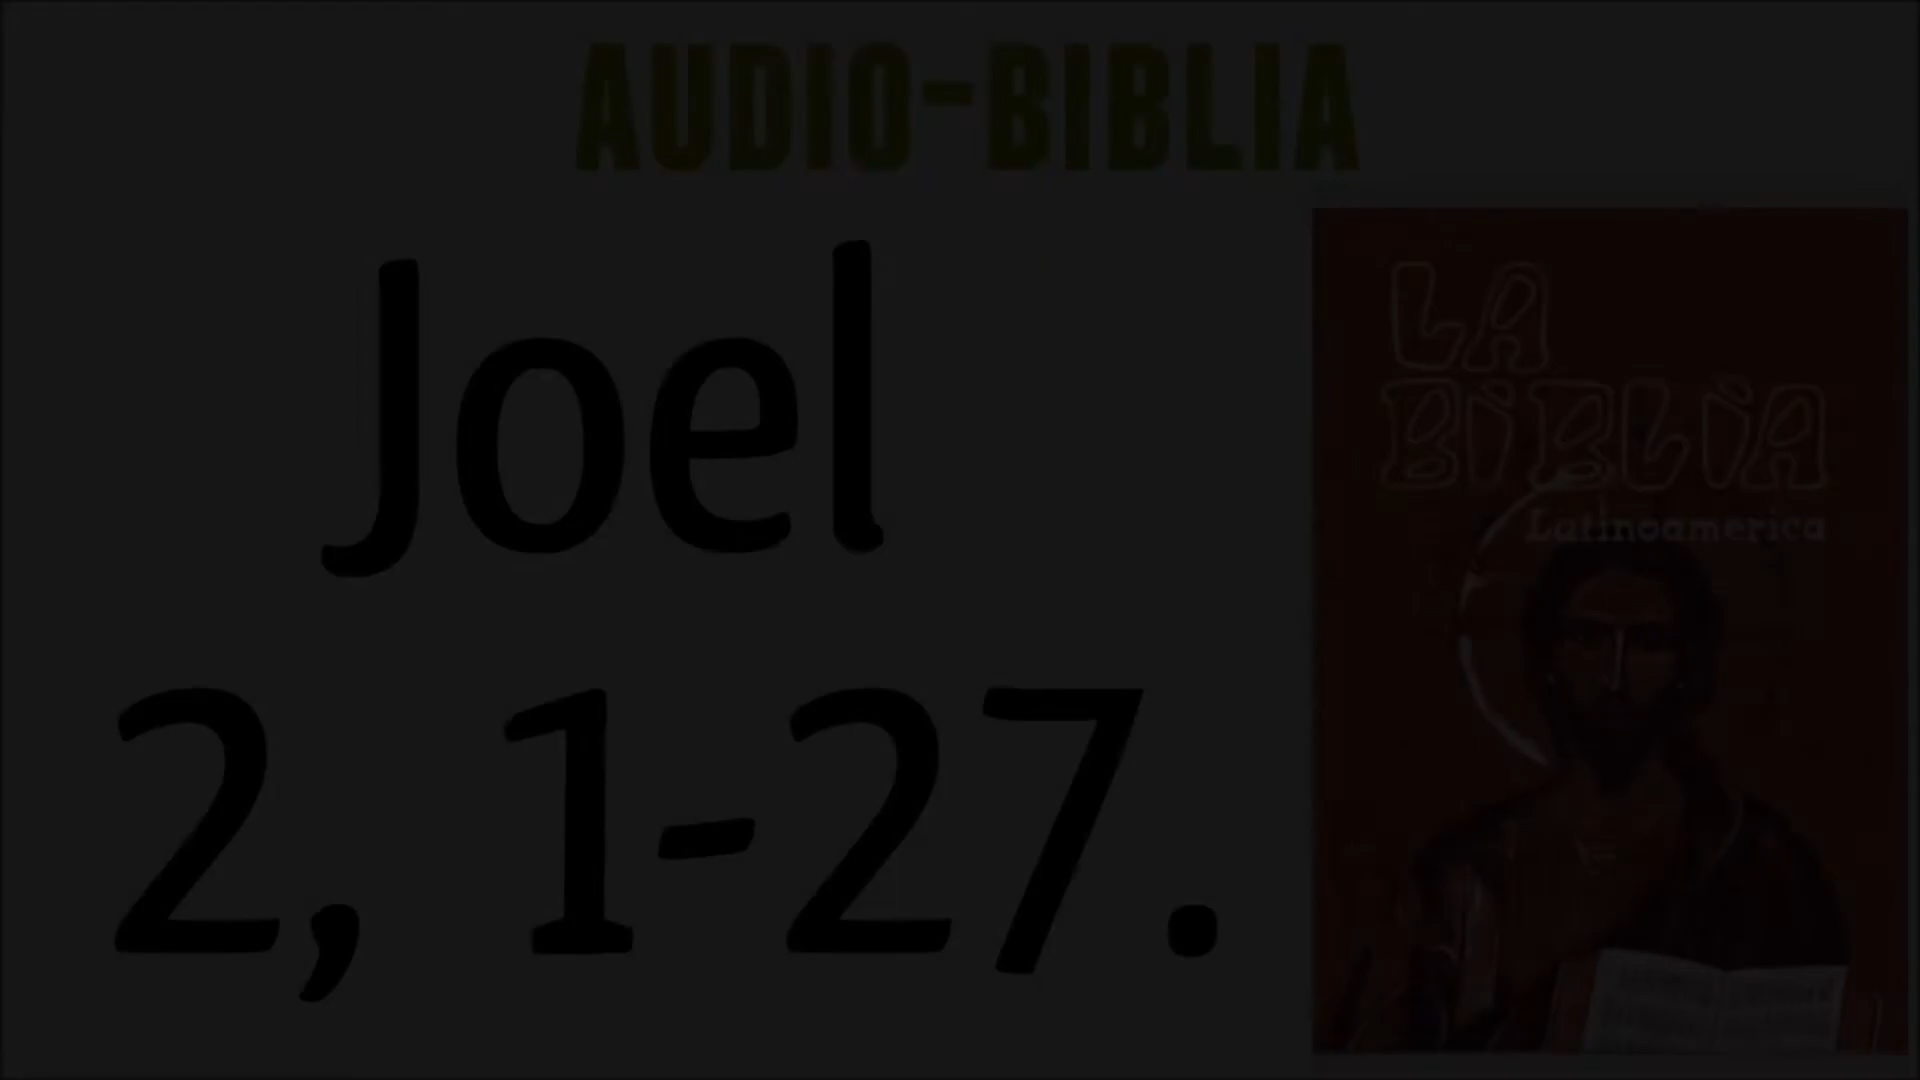 AUDIO-BIBLIA
Joel
2, 1-27.
LA
BIBLIA
Latinoamerica